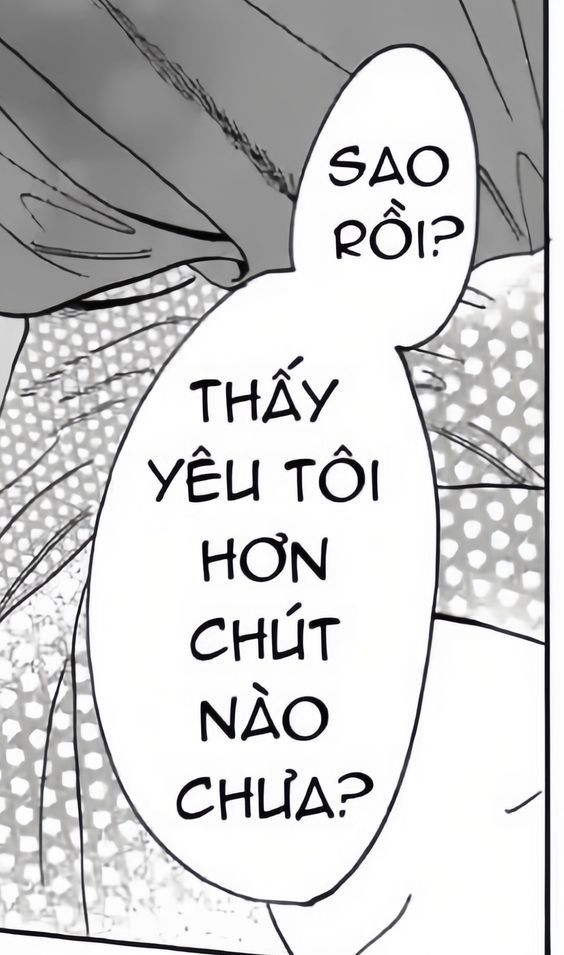 SAO
RỒI?
THẤY
YÊU TÔI
HƠN
CHÚT
NÀO
CHƯA?